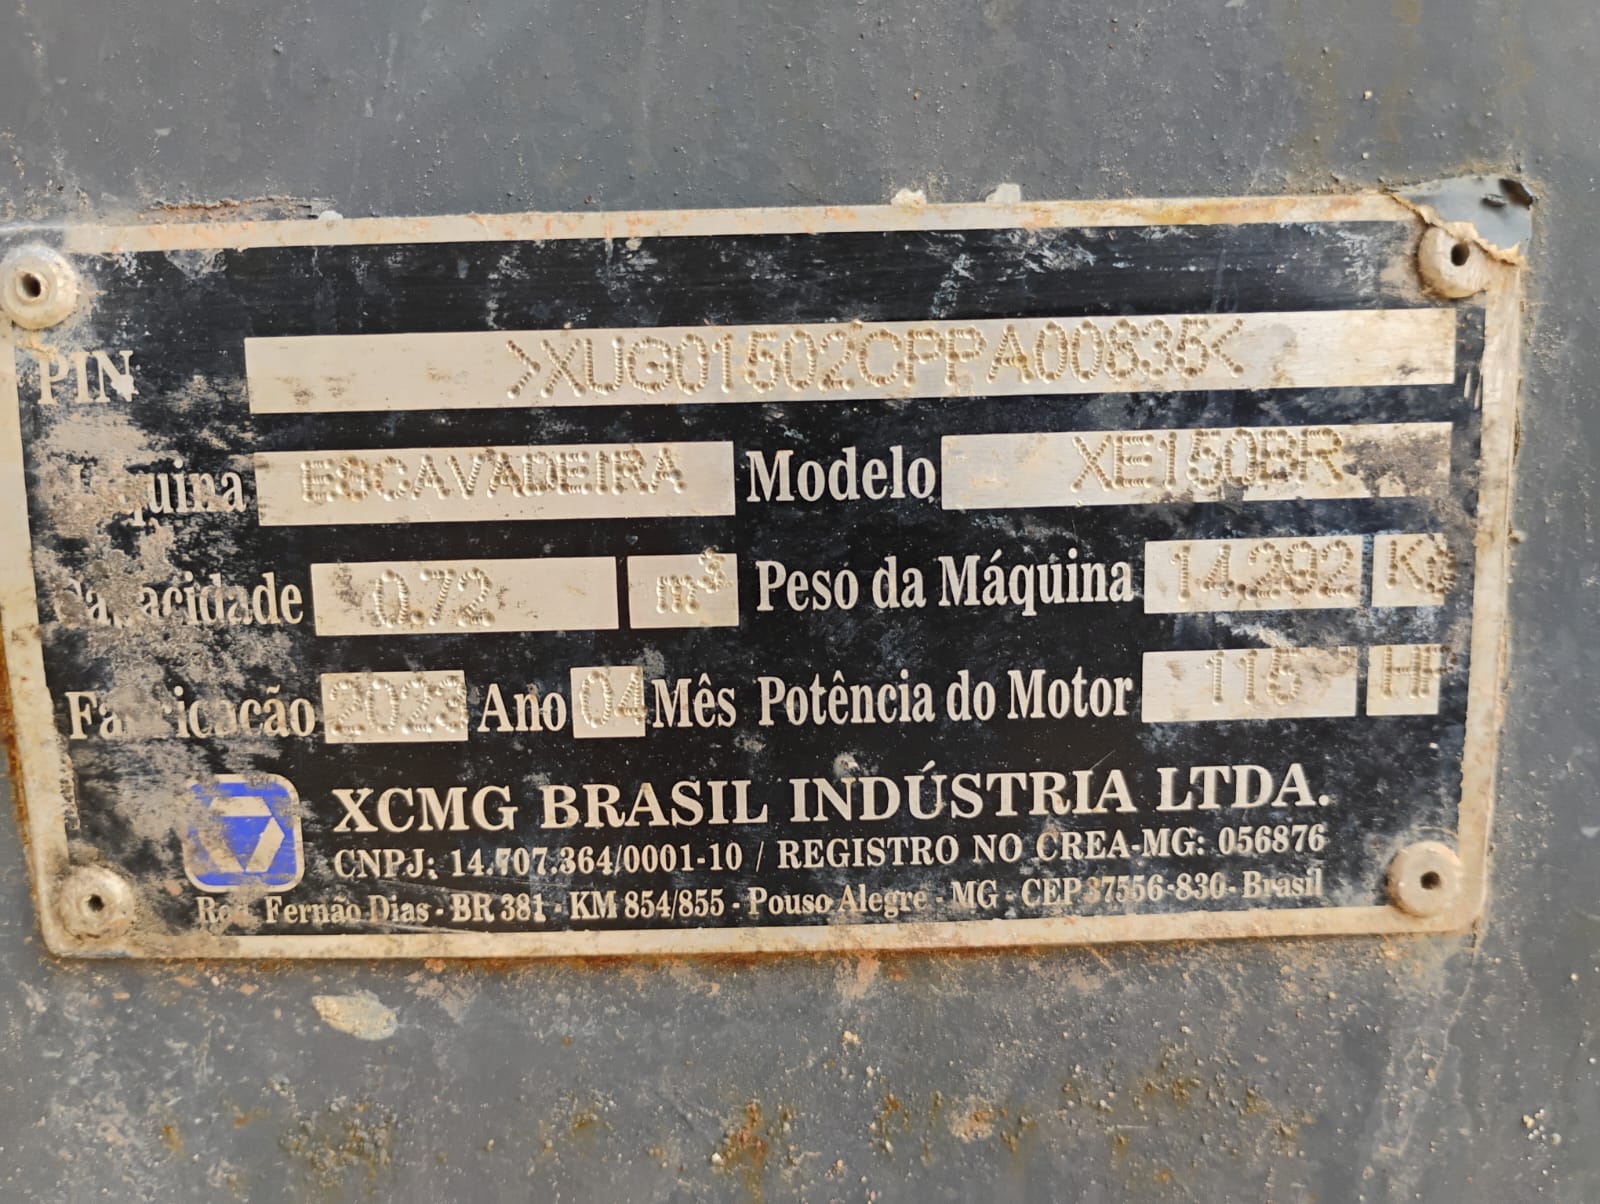 PIN >XUG01502CPPA00835<
Máquina ESCAVADEIRA Modelo XE150BR
Capacidade 0.72 m³ Peso da Máquina 14.292 Kg
Fabricação 2023 Ano 04 Mês Potência do Motor 115 HP
XCMG BRASIL INDÚSTRIA LTDA.
CNPJ: 14.707.364/0001-10 / REGISTRO NO CREA-MG: 056876
Rod. Fernão Dias - BR 381 - KM 854/855 - Pouso Alegre - MG - CEP 37556-830 - Brasil